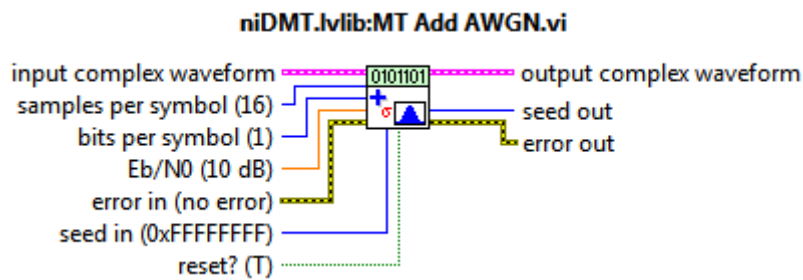 niDMT.lvlib:MT Add AWGN.vi
input complex waveform
samples per symbol (16)
bits per symbol (1)
Eb/N0 (10 dB)
error in (no error)
seed in (0xFFFFFFFF)
reset? (T)
0101101
+
σ
output complex waveform
seed out
error out